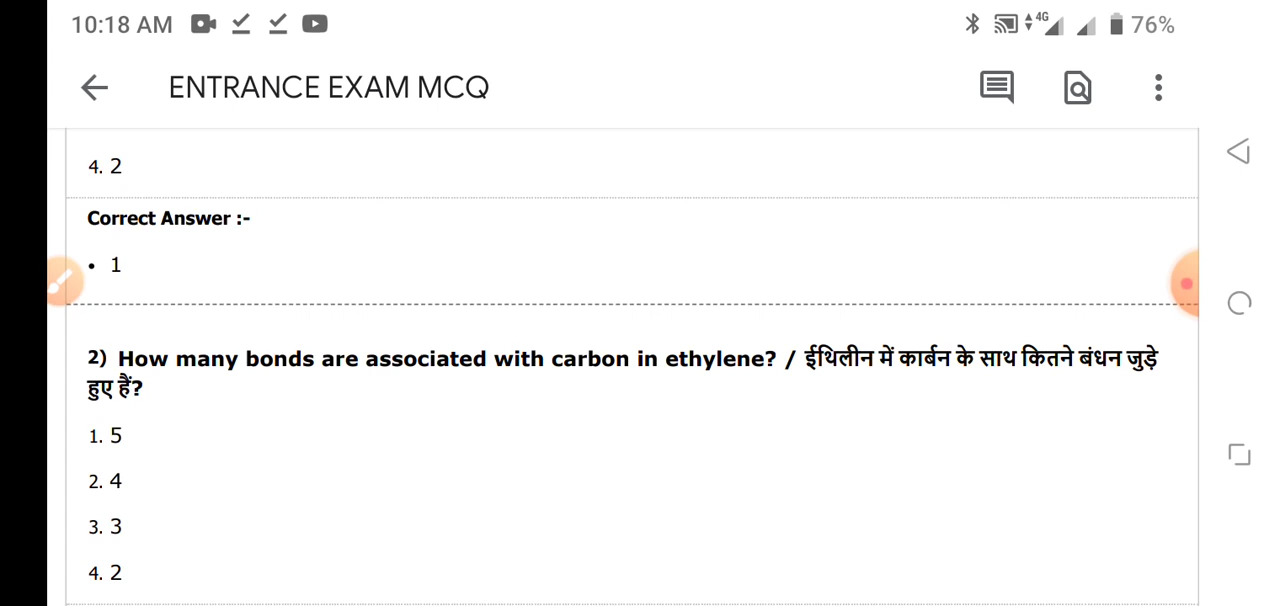 10:18 AM 4G 76%
ENTRANCE EXAM MCQ
4. 2
Correct Answer :-
• 1
2) How many bonds are associated with carbon in ethylene? / ईथिलीन में कार्बन के साथ कितने बंधन जुड़े
हुए हैं?
1. 5
2. 4
3. 3
4. 2